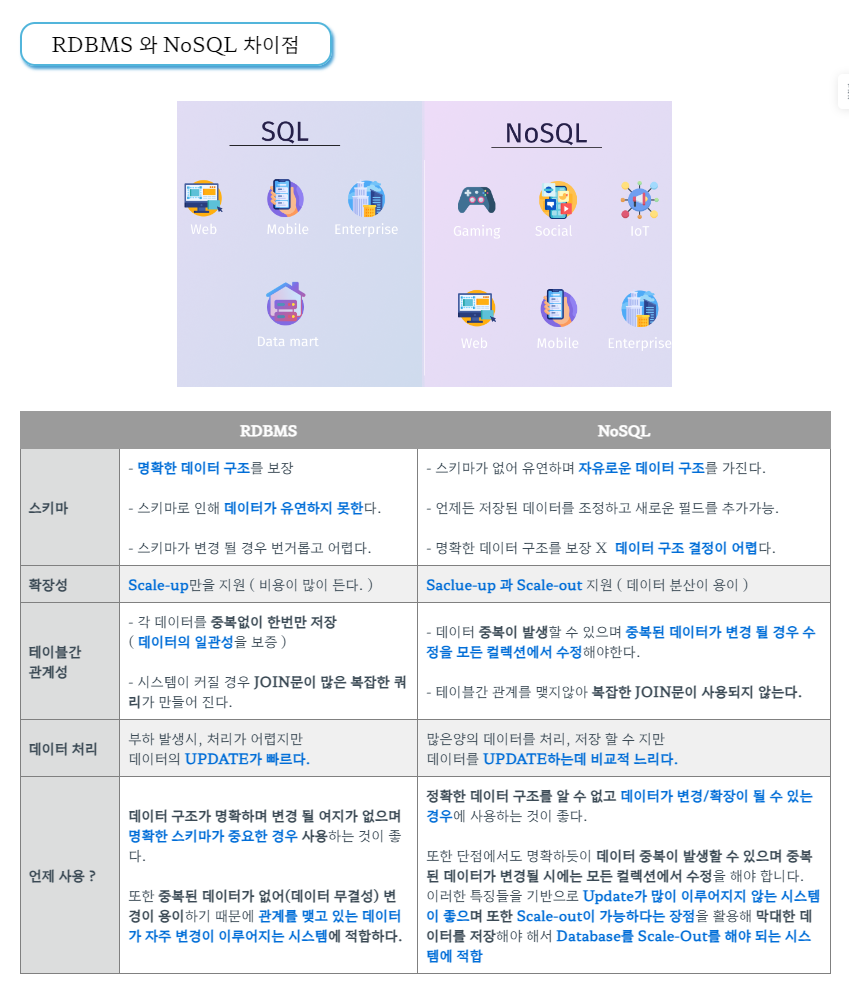 RDBMS 와 NoSQL 차이점
SQL
NoSQL
Web
Mobile
Enterprise
Gaming
Social
IoT
Data mart
Web
Mobile
Enterprise
RDBMS
NoSQL
스키마
- 명확한 데이터 구조를 보장
- 스키마로 인해 데이터가 유연하지 못한다.
- 스키마가 변경 될 경우 번거롭고 어렵다.
- 스키마가 없어 유연하며 자유로운 데이터 구조를 가진다.
- 언제든 저장된 데이터를 조정하고 새로운 필드를 추가가능.
- 명확한 데이터 구조를 보장 X 데이터 구조 결정이 어렵다.
확장성
Scale-up만을 지원 ( 비용이 많이 든다. )
Saclue-up 과 Scale-out 지원 ( 데이터 분산이 용이 )
테이블간
관계성
- 각 데이터를 중복없이 한번만 저장
( 데이터의 일관성을 보증 )
- 시스템이 커질 경우 JOIN문이 많은 복잡한 쿼
리가 만들어 진다.
- 데이터 중복이 발생할 수 있으며 중복된 데이터가 변경 될 경우 수
정을 모든 컬렉션에서 수정해야한다.
- 테이블간 관계를 맺지않아 복잡한 JOIN문이 사용되지 않는다.
데이터 처리
부하 발생시, 처리가 어렵지만
데이터의 UPDATE가 빠르다.
많은양의 데이터를 처리, 저장 할 수 지만
데이터를 UPDATE하는데 비교적 느리다.
언제 사용 ?
데이터 구조가 명확하며 변경 될 여지가 없으며
명확한 스키마가 중요한 경우 사용하는 것이 좋
다.
또한 중복된 데이터가 없어(데이터 무결성) 변
경이 용이하기 때문에 관계를 맺고 있는 데이터
가 자주 변경이 이루어지는 시스템에 적합하다.
정확한 데이터 구조를 알 수 없고 데이터가 변경/확장이 될 수 있는
경우에 사용하는 것이 좋다.
또한 단점에서도 명확하듯이 데이터 중복이 발생할 수 있으며 중복
된 데이터가 변경될 시에는 모든 컬렉션에서 수정을 해야 합니다.
이러한 특징들을 기반으로 Update가 많이 이루어지지 않는 시스템
이 좋으며 또한 Scale-out이 가능하다는 장점을 활용해 막대한 데
이터를 저장해야 해서 Database를 Scale-Out를 해야 되는 시스
템에 적합